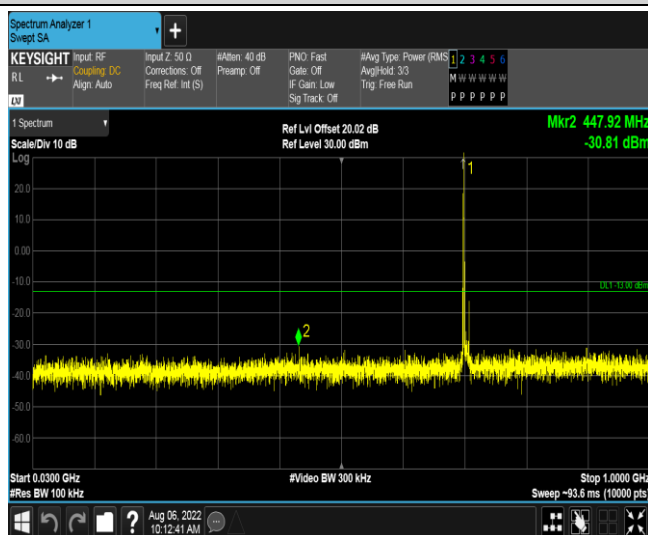 Spectrum Analyzer 1
Swept SA
+
KEYSIGHT Input: RF Input Z: 50 Ω #Atten: 40 dB PNO: Fast #Avg Type: Power (RMS 1 2 3 4 5 6
RL Coupling: DC Corrections: Off Preamp: Off Gate: Off Avg|Hold: 3/3 M W W W W W
Align: Auto Freq Ref: Int (S) IF Gain: Low Trig: Free Run
LXI Sig Track: Off P P P P P P
1 Spectrum Ref Lvl Offset 20.02 dB Mkr2 447.92 MHz
Scale/Div 10 dB Ref Level 30.00 dBm -30.81 dBm
Log
1
20.0
10.0
0.00
-10.0
DL1 -13.00 dBm
-20.0
2
-30.0
-40.0
-50.0
-60.0
Start 0.0300 GHz #Video BW 300 kHz Stop 1.0000 GHz
#Res BW 100 kHz Sweep ~93.6 ms (10000 pts)
? Aug 06, 2022
10:12:41 AM